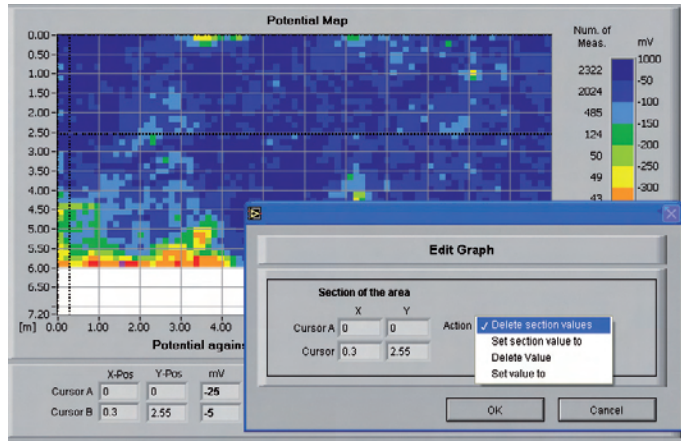 Potential Map
Num. of
Meas.
mV
0.00
0.50
1.00
1.50
2.00
2.50
3.00
3.50
4.00
4.50
5.00
5.50
6.00
6.50
7.20
[m] 0.00 1.00 2.00 3.00 4.00
1000
2322 -50
2024 -100
485 -150
124
50 -200
49 -250
43 -300
Potential agains
X-Pos Y-Pos mV
Cursor A 0 0 -25
Cursor B 0.3 2.55 -5
Edit Graph
Section of the area
X Y
Cursor A 0 0
Cursor 0.3 2.55
Action
✓ Delete section values
Set section value to
Delete Value
Set value to
OK Cancel